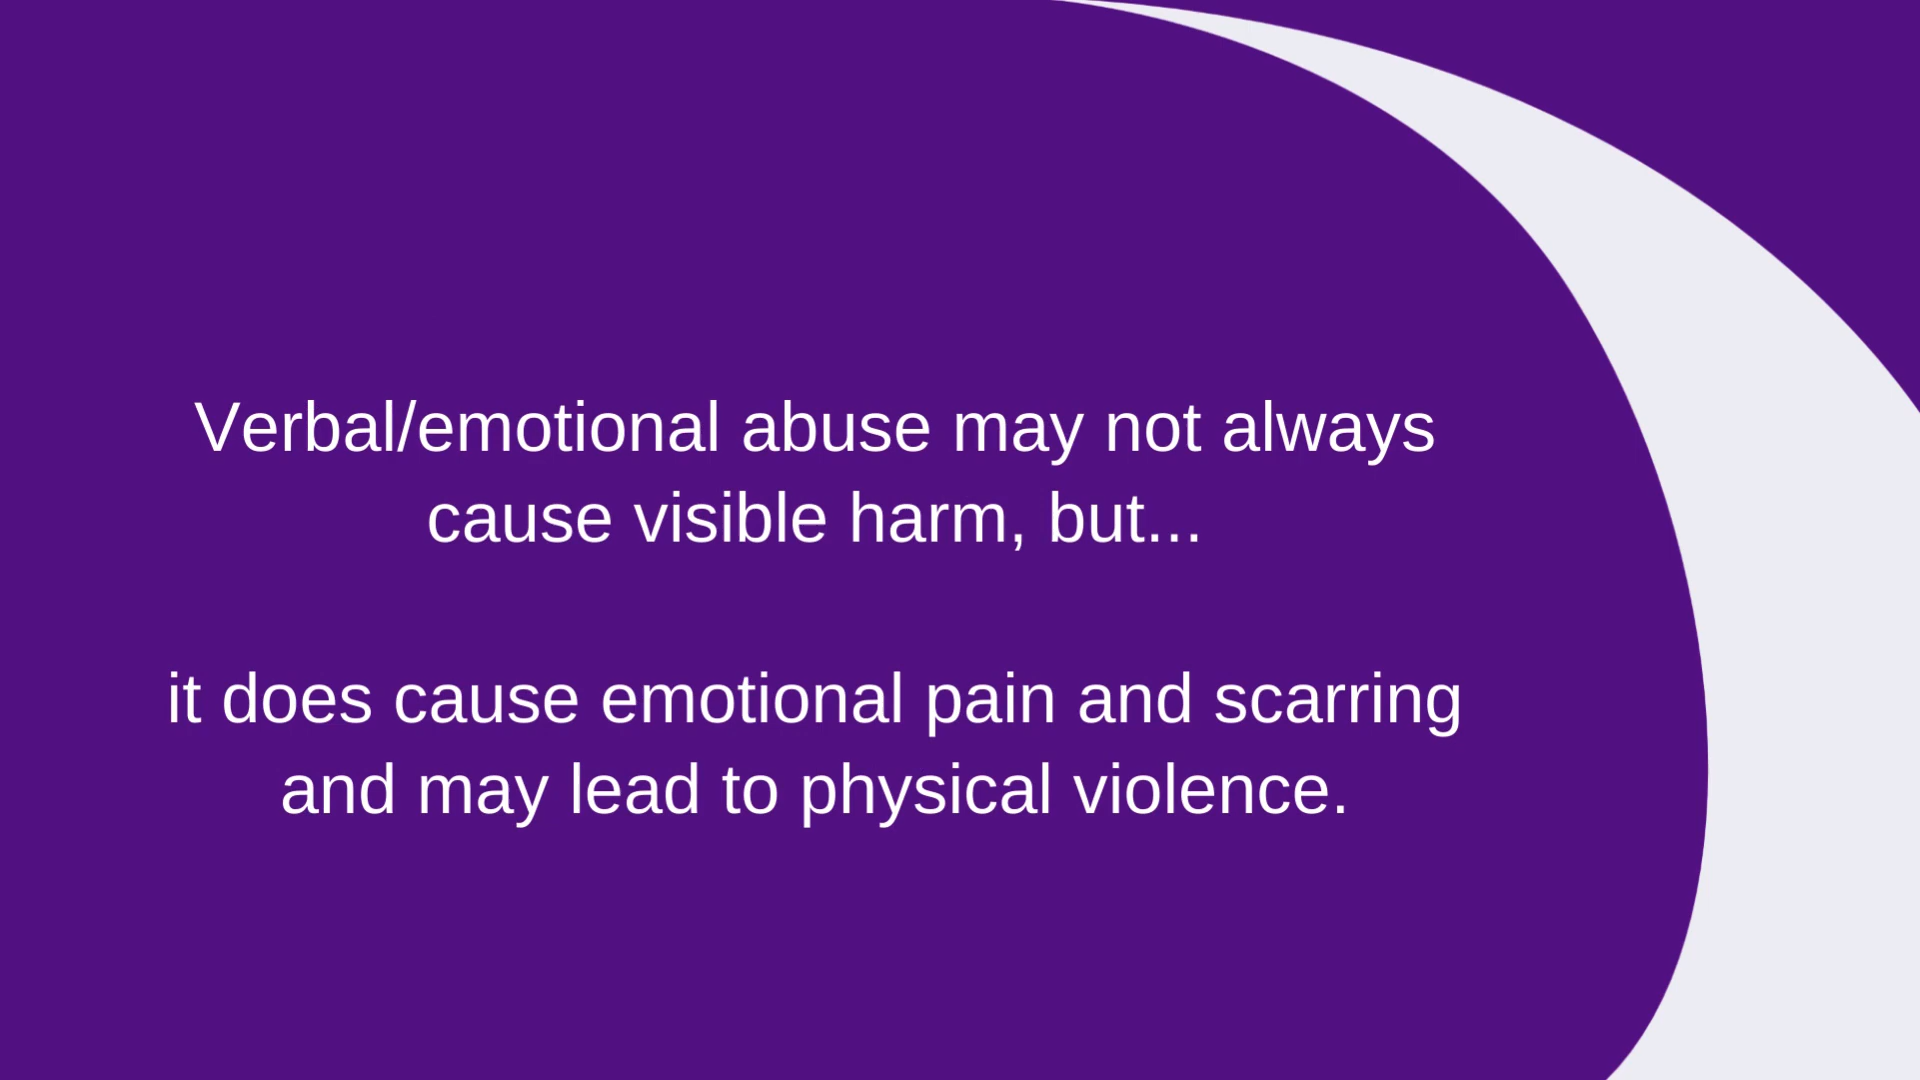 Verbal/emotional abuse may not always
cause visible harm, but...
it does cause emotional pain and scarring
and may lead to physical violence.